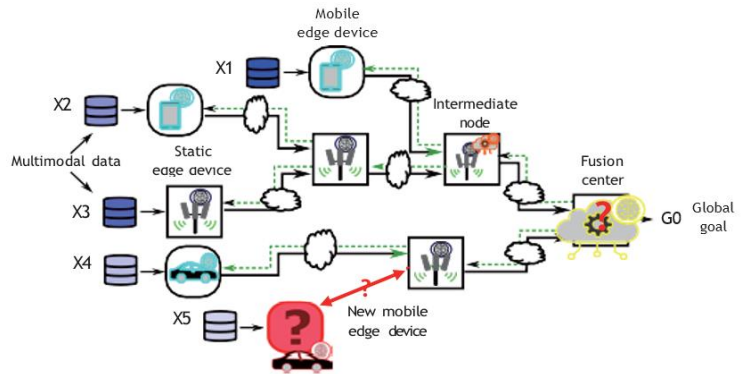 Mobile
edge device
X1
X2
Intermediate
node
Multimodal data
Static
edge device
Fusion
center
X3
?
G0
Global
goal
X4
?
X5
?
New mobile
edge device